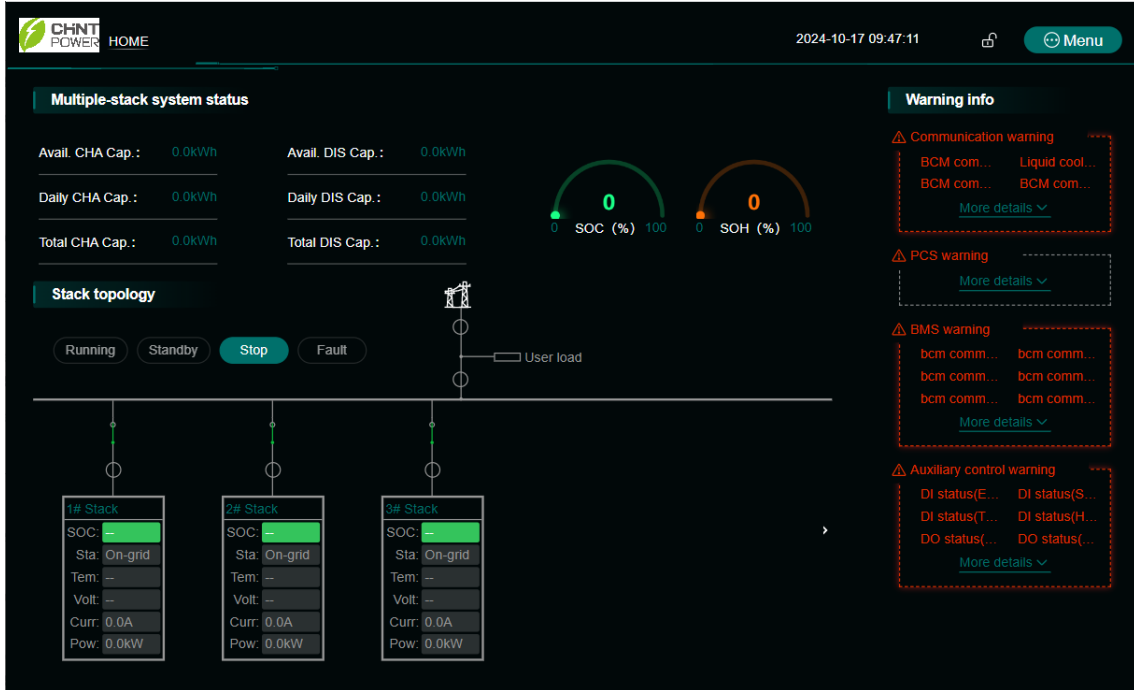 CHiNT
POWER
HOME
2024-10-17 09:47:11
Menu
Multiple-stack system status
Avail. CHA Cap.: 0.0kWh
Avail. DIS Cap.: 0.0kWh
Daily CHA Cap.: 0.0kWh
Daily DIS Cap.: 0.0kWh
Total CHA Cap.: 0.0kWh
Total DIS Cap.: 0.0kWh
0
0 SOC (%) 100
0
0 SOH (%) 100
Stack topology
Running Standby Stop Fault
User load
1# Stack
SOC: --
Sta: On-grid
Tem: --
Volt: --
Curr: 0.0A
Pow: 0.0kW
2# Stack
SOC: --
Sta: On-grid
Tem: --
Volt: --
Curr: 0.0A
Pow: 0.0kW
3# Stack
SOC: --
Sta: On-grid
Tem: --
Volt: --
Curr: 0.0A
Pow: 0.0kW
Warning info
Communication warning
BCM com... Liquid cool...
BCM com... BCM com...
More details
PCS warning
More details
BMS warning
bcm comm... bcm comm...
bcm comm... bcm comm...
bcm comm... bcm comm...
More details
Auxiliary control warning
DI status(E... DI status(S...
DI status(T... DI status(H...
DO status(... DO status(...
More details